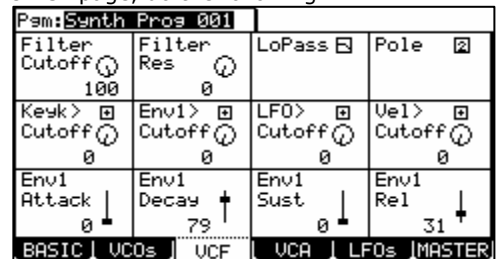 Pgm:Synth Prog 001
Filter Cutoff 100
Filter Res 0
LoPass
Pole 2
Keyk> Cutoff 0
Env1> Cutoff 0
LFO> Cutoff 0
Vel> Cutoff 0
Env1 Attack 0
Env1 Decay 79
Env1 Sust 0
Env1 Rel 31
BASIC VCOs VCF VCA LFOs MASTER